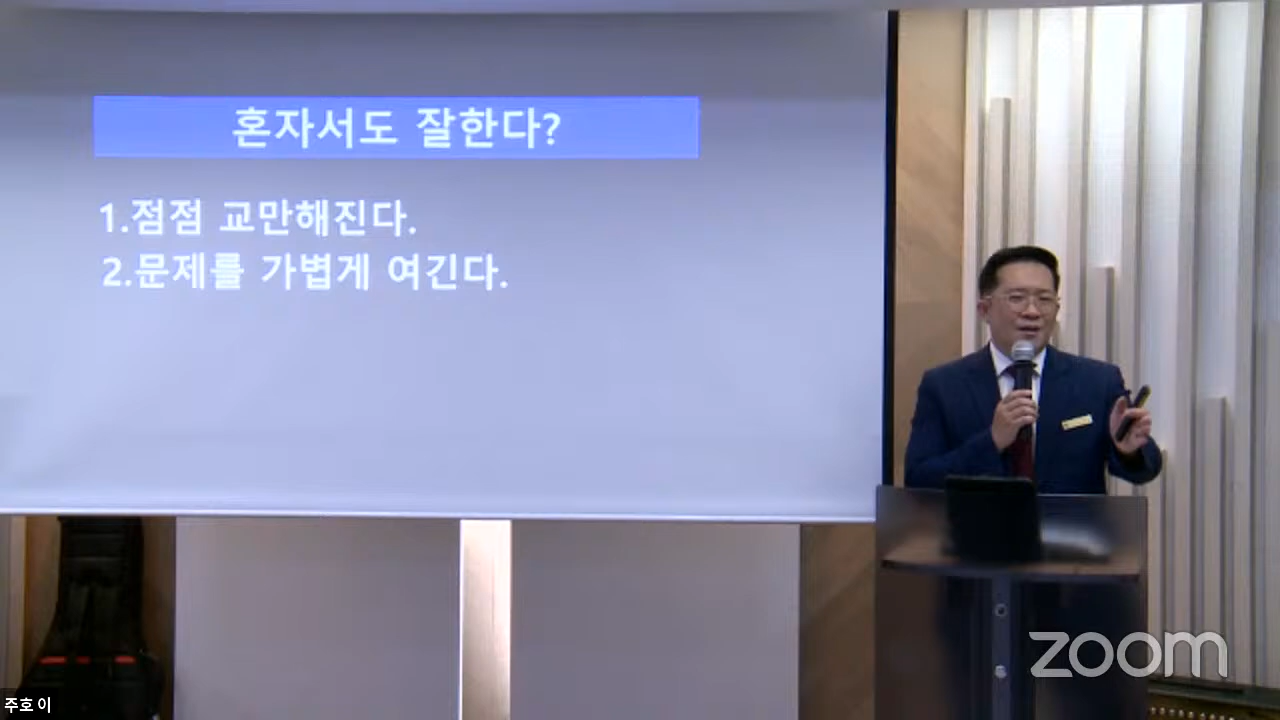 혼자서도 잘한다?
1.점점 교만해진다.
2.문제를 가볍게 여긴다.
zoom
주호 이